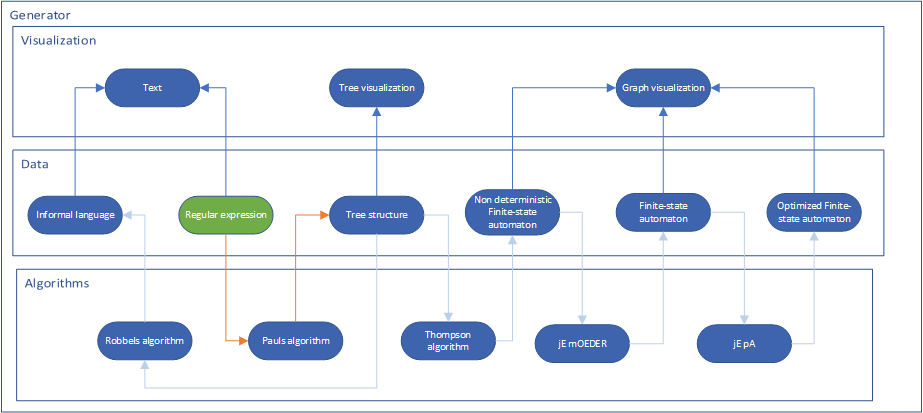 Generator
Visualization
Text
Tree visualization
Graph visualization
Data
Informal language
Regular expression
Tree structure
Non deterministic
Finite-state
automaton
Finite-state
automaton
Optimized Finite-
state automaton
Algorithms
Robbels algorithm
Pauls algorithm
Thompson
algorithm
jE mOEDER
jE pA